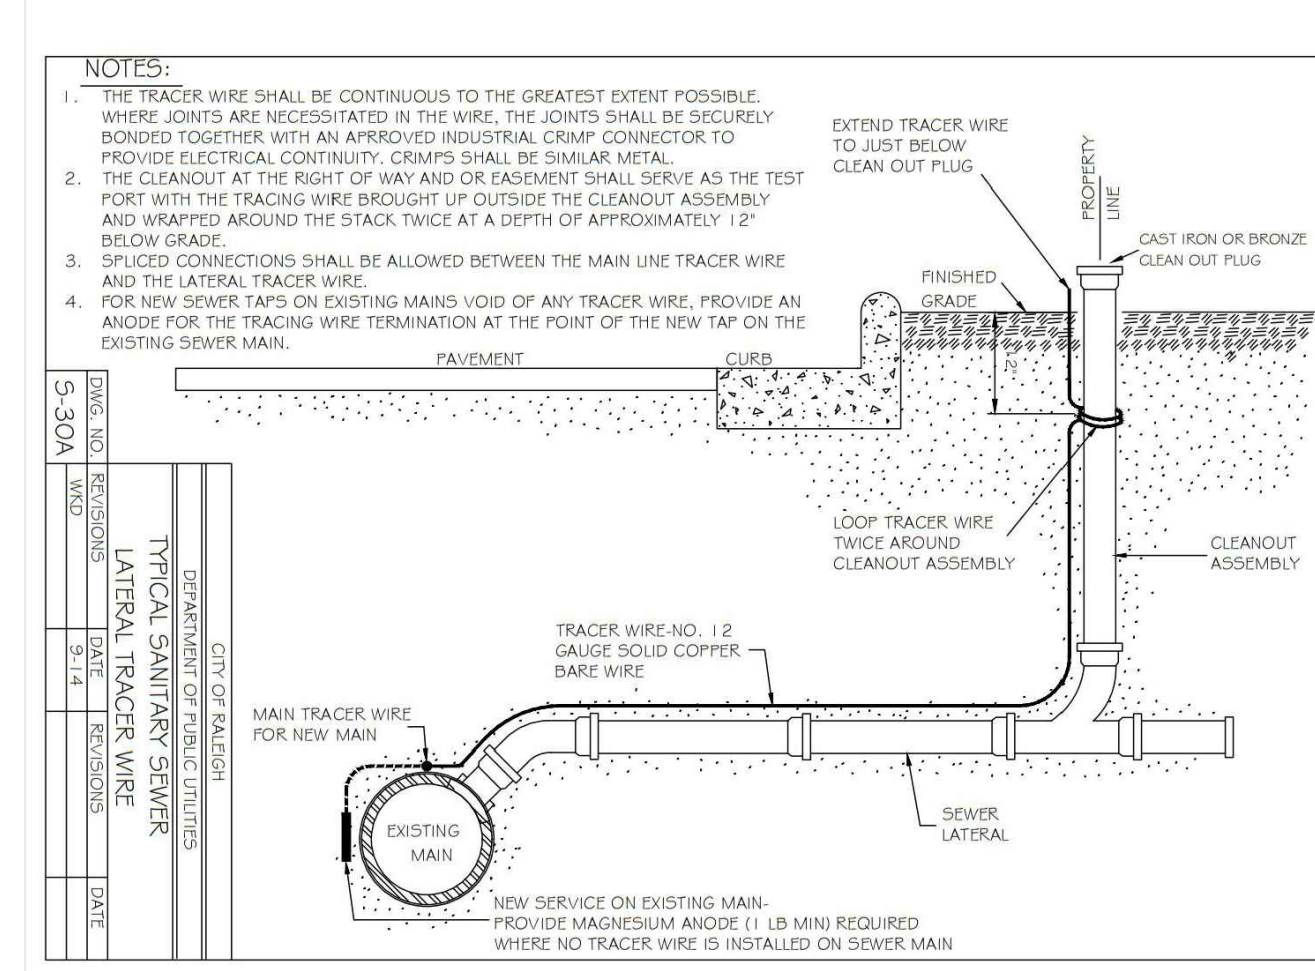 NOTES:
1. THE TRACER WIRE SHALL BE CONTINUOUS TO THE GREATEST EXTENT POSSIBLE.
WHERE JOINTS ARE NECESSITATED IN THE WIRE, THE JOINTS SHALL BE SECURELY
BONDED TOGETHER WITH AN APRROVED INDUSTRIAL CRIMP CONNECTOR TO
PROVIDE ELECTRICAL CONTINUITY. CRIMPS SHALL BE SIMILAR METAL.
2. THE CLEANOUT AT THE RIGHT OF WAY AND OR EASEMENT SHALL SERVE AS THE TEST
PORT WITH THE TRACING WIRE BROUGHT UP OUTSIDE THE CLEANOUT ASSEMBLY
AND WRAPPED AROUND THE STACK TWICE AT A DEPTH OF APPROXIMATELY 12"
BELOW GRADE.
3. SPLICED CONNECTIONS SHALL BE ALLOWED BETWEEN THE MAIN LINE TRACER WIRE
AND THE LATERAL TRACER WIRE.
4. FOR NEW SEWER TAPS ON EXISTING MAINS VOID OF ANY TRACER WIRE, PROVIDE AN
ANODE FOR THE TRACING WIRE TERMINATION AT THE POINT OF THE NEW TAP ON THE
EXISTING SEWER MAIN.
EXTEND TRACER WIRE
TO JUST BELOW
CLEAN OUT PLUG
PROPERTY
LINE
CAST IRON OR BRONZE
CLEAN OUT PLUG
FINISHED
GRADE
PAVEMENT
CURB
12"
LOOP TRACER WIRE
TWICE AROUND
CLEANOUT ASSEMBLY
CLEANOUT
ASSEMBLY
TRACER WIRE-NO. 12
GAUGE SOLID COPPER
BARE WIRE
MAIN TRACER WIRE
FOR NEW MAIN
EXISTING
MAIN
SEWER
LATERAL
NEW SERVICE ON EXISTING MAIN-
PROVIDE MAGNESIUM ANODE (1 LB MIN) REQUIRED
WHERE NO TRACER WIRE IS INSTALLED ON SEWER MAIN
CITY OF RALEIGH
DEPARTMENT OF PUBLIC UTILITIES
TYPICAL SANITARY SEWER
LATERAL TRACER WIRE
DWG. NO.
S-30A
REVISIONS
DATE
REVISIONS
DATE
WKD
9-14